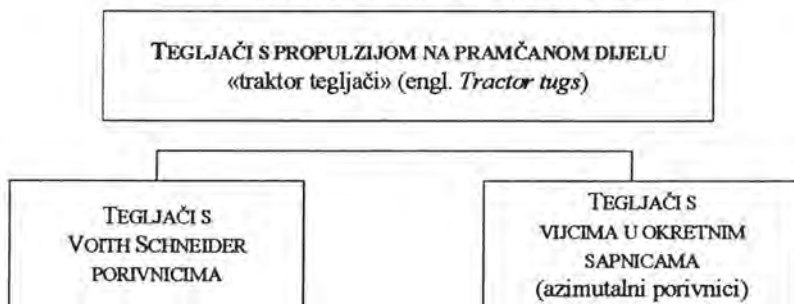 TEGLJAČI S PROPULZIJOM NA PRAMČANOM DIJELU
«traktor tegljači» (engl. Tractor tugs)
TEGLJAČI S
VOITH SCHNEIDER
PORIVNICIMA
TEGLJAČI S
VIJCIMA U OKRETNIM
SAPNICAMA
(azimutalni porivnici)